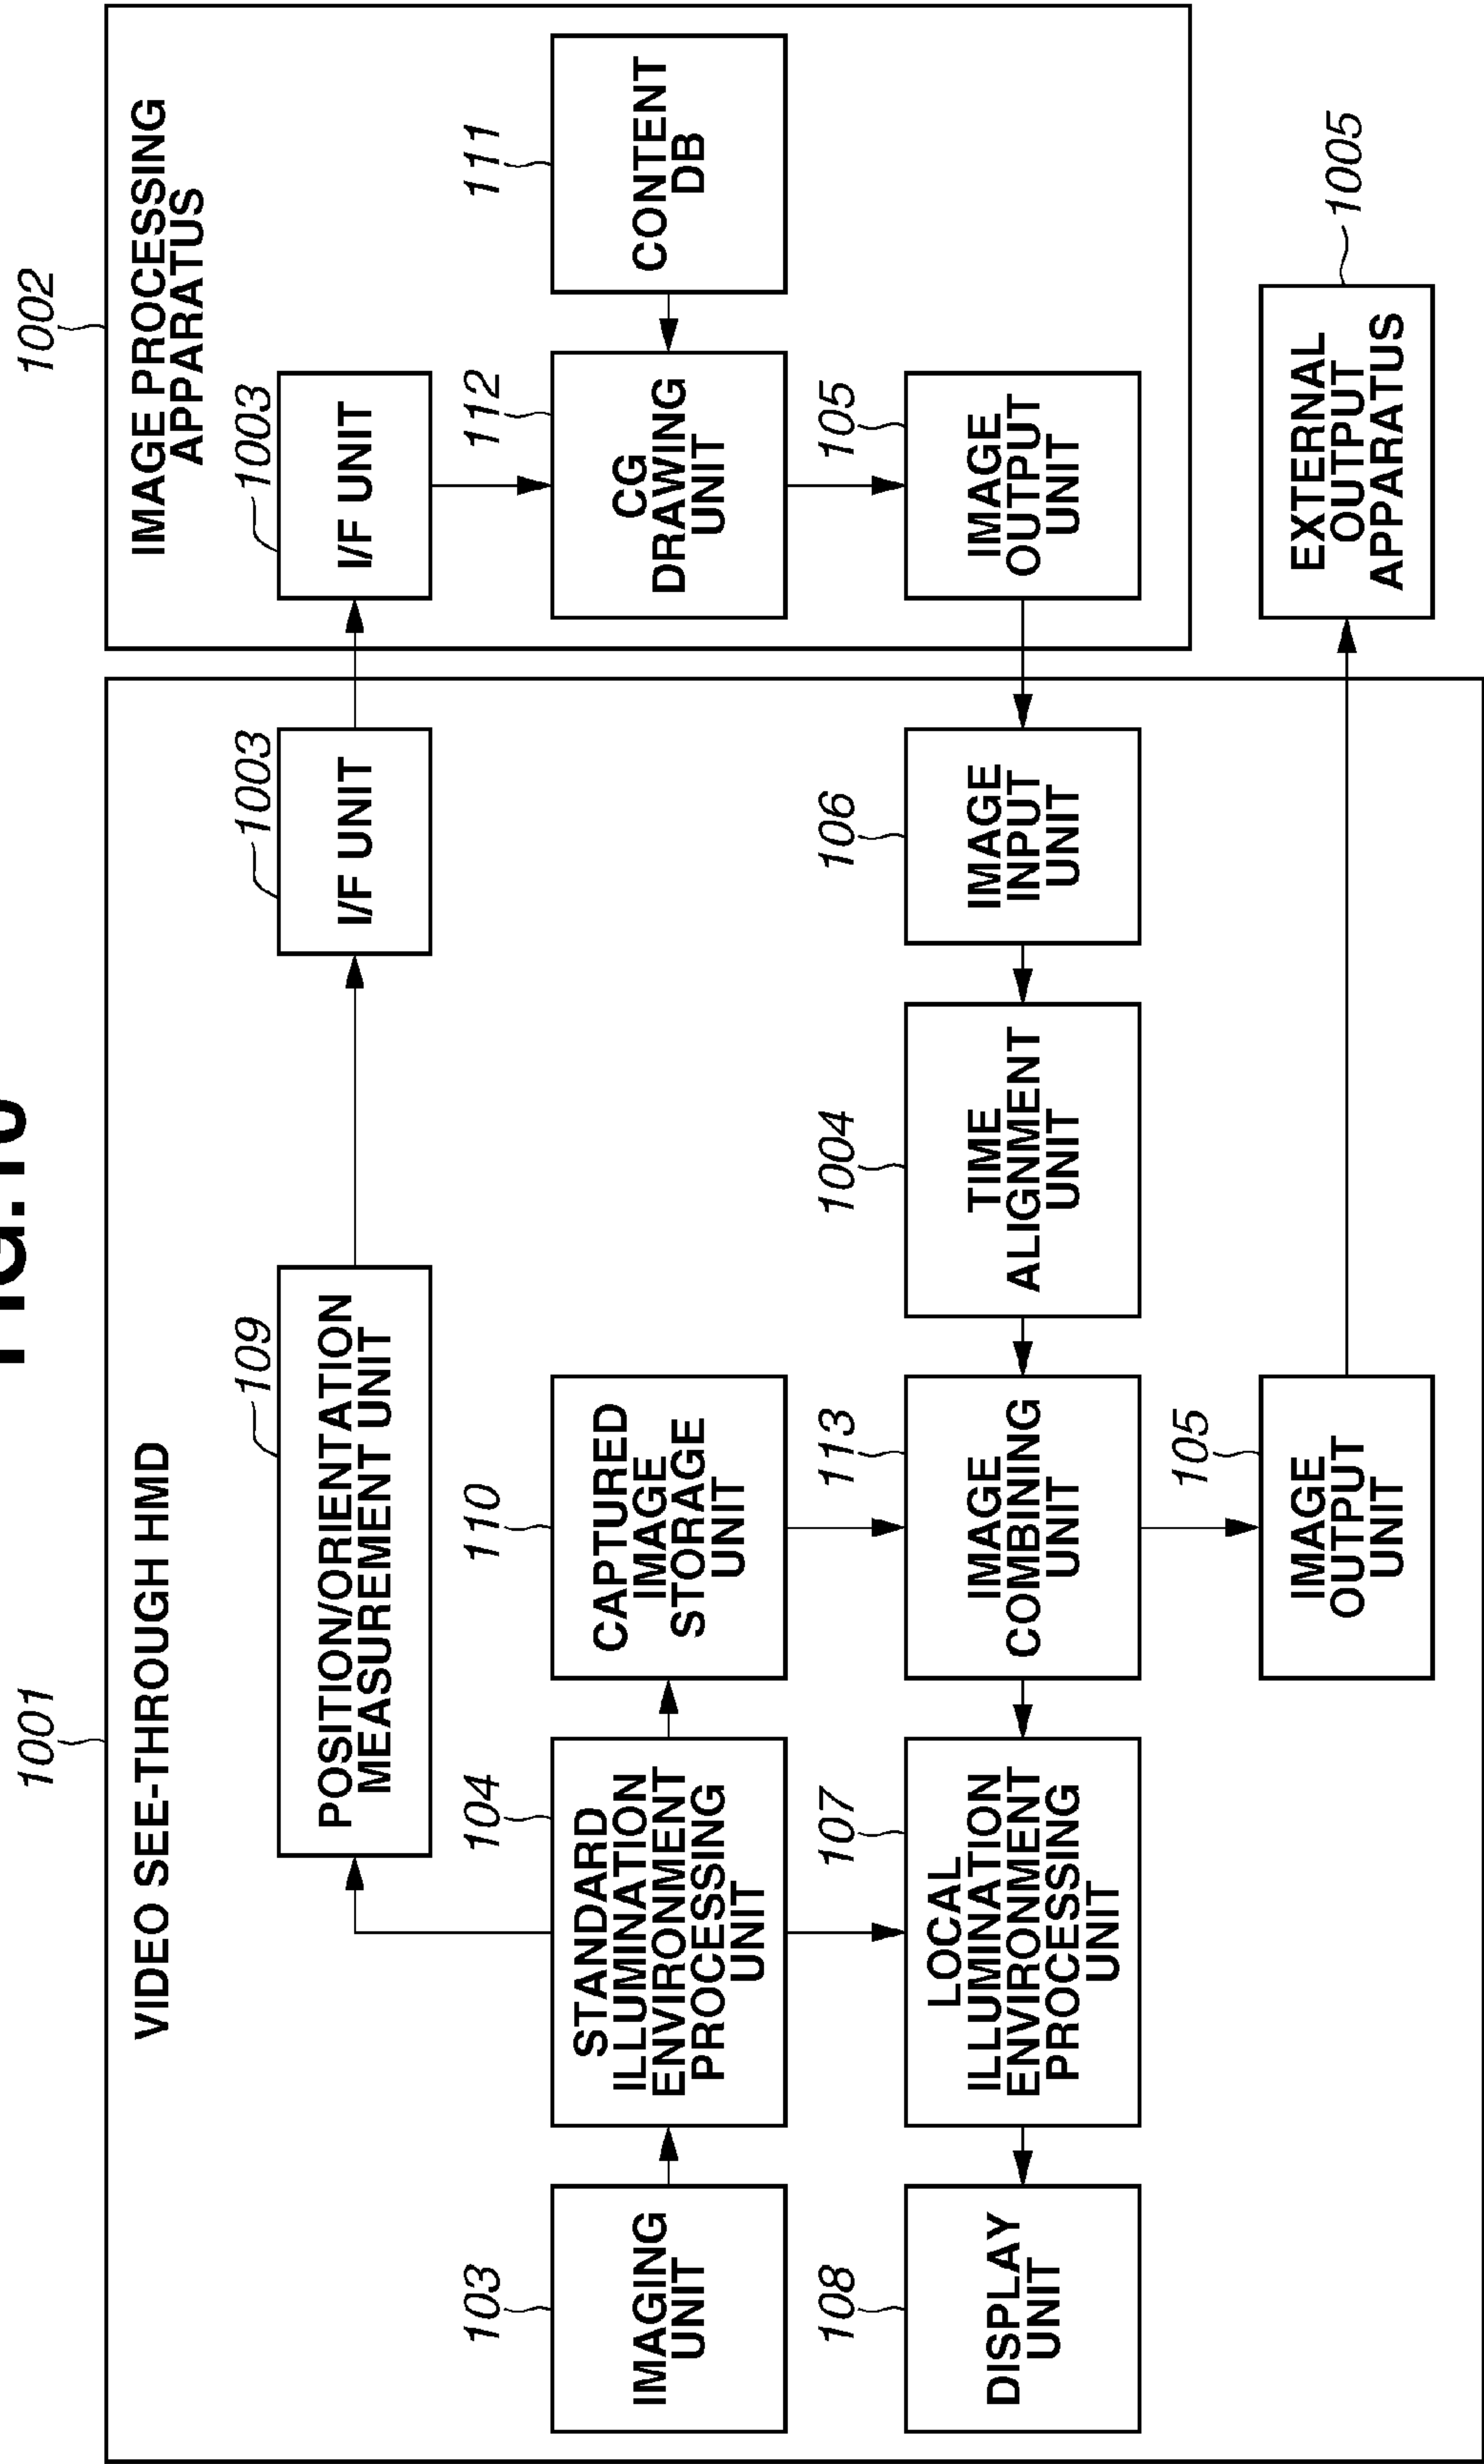 FIG.10
1001
VIDEO SEE-THROUGH HMD
1002
IMAGE PROCESSING
APPARATUS
109
POSITION/ORIENTATION
MEASUREMENT UNIT
1003
I/F UNIT
1003
I/F UNIT
103
IMAGING
UNIT
104
STANDARD
ILLUMINATION
ENVIRONMENT
PROCESSING
UNIT
110
CAPTURED
IMAGE
STORAGE
UNIT
112
CG
DRAWING
UNIT
111
CONTENT
DB
108
DISPLAY
UNIT
107
LOCAL
ILLUMINATION
ENVIRONMENT
PROCESSING
UNIT
113
IMAGE
COMBINING
UNIT
1004
TIME
ALIGNMENT
UNIT
106
IMAGE
INPUT
UNIT
105
IMAGE
OUTPUT
UNIT
105
IMAGE
OUTPUT
UNIT
EXTERNAL
OUTPUT
APPARATUS
1005